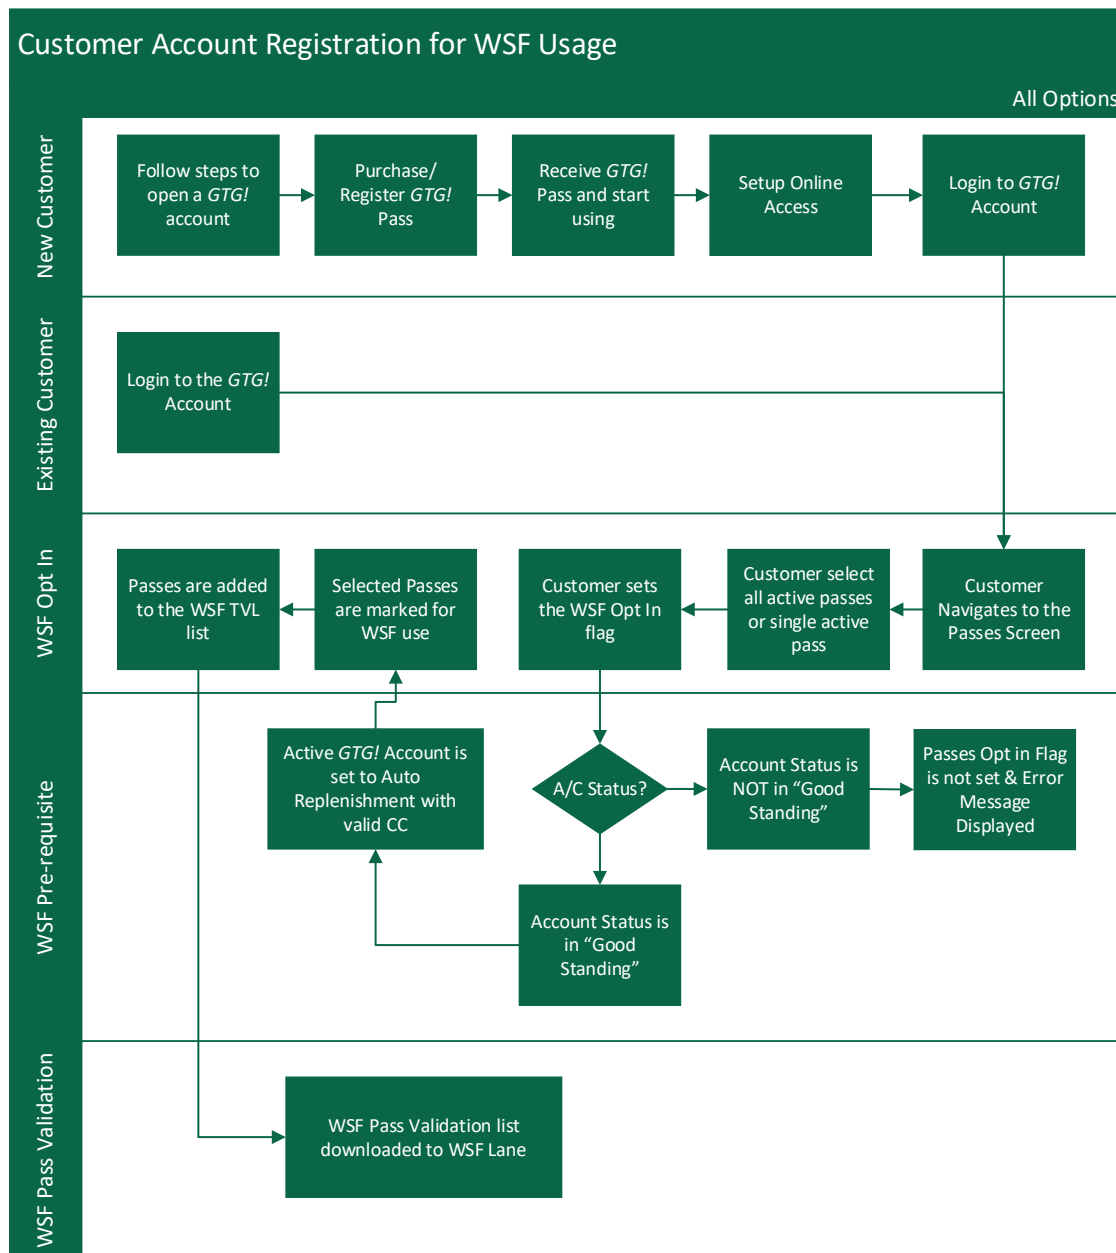 Customer Account Registration for WSF Usage
All Options
New Customer
Follow steps to
open a GTG!
account
Purchase/
Register GTG!
Pass
Receive GTG!
Pass and start
using
Setup Online
Access
Login to GTG!
Account
Existing Customer
Login to the GTG!
Account
WSF Opt In
Passes are added
to the WSF TVL
list
Selected Passes
are marked for
WSF use
Customer sets
the WSF Opt In
flag
Customer select
all active passes
or single active
pass
Customer
Navigates to the
Passes Screen
WSF Pre-requisite
Active GTG! Account is
set to Auto
Replenishment with
valid CC
A/C Status?
Account Status is
NOT in “Good
Standing”
Passes Opt in Flag
is not set & Error
Message
Displayed
Account Status is
in “Good
Standing”
WSF Pass Validation
WSF Pass Validation list
downloaded to WSF Lane